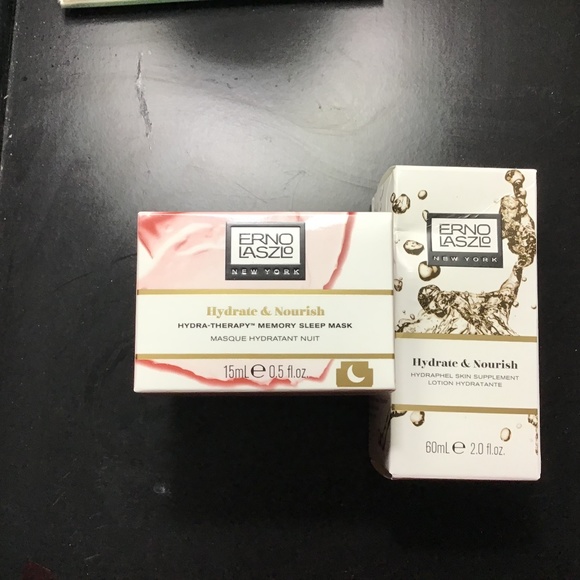 ERNO
LASZLO
NEW YORK
Hydrate & Nourish
HYDRA-THERAPY™ MEMORY SLEEP MASK
MASQUE HYDRATANT NUIT
15mL℮ 0,5 fl.oz.
ERNO
LASZLO
NEW YORK
Hydrate & Nourish
HYDRAPHEL SKIN SUPPLEMENT
LOTION HYDRATANTE
60mL ℮ 2.0 fl.oz.